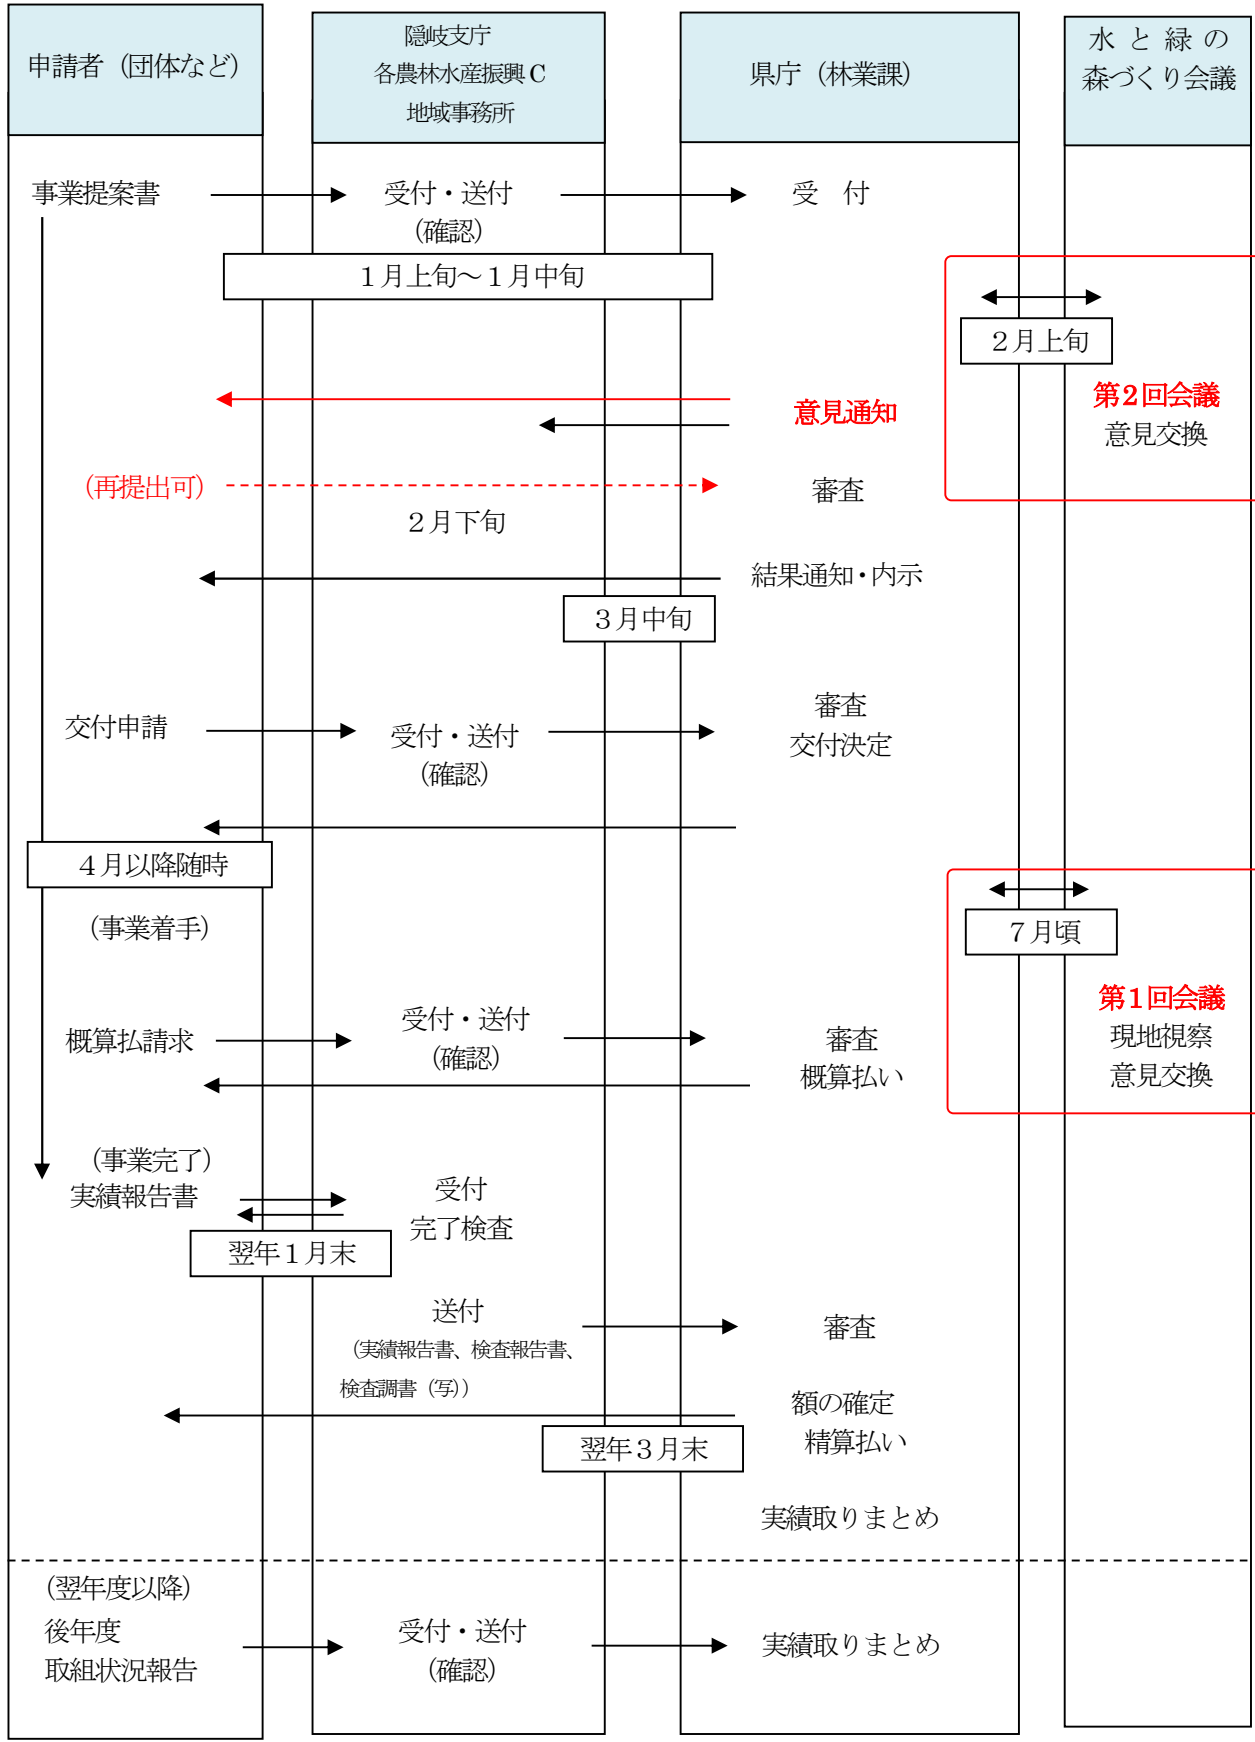 申請者（団体など）
隠岐支庁
各農林水産振興C
地域事務所
県庁（林業課）
水と緑の
森づくり会議
事業提案書
受付・送付
（確認）
受　付
１月上旬～１月中旬
２月上旬
第2回会議
意見交換
意見通知
（再提出可）
審査
２月下旬
結果通知・内示
３月中旬
交付申請
受付・送付
（確認）
審査
交付決定
４月以降随時
（事業着手）
７月頃
第1回会議
現地視察
意見交換
概算払請求
受付・送付
（確認）
審査
概算払い
（事業完了）
実績報告書
受付
完了検査
翌年１月末
送付
（実績報告書、検査報告書、
検査調書（写））
審査
額の確定
精算払い
翌年３月末
実績取りまとめ
（翌年度以降）
後年度
取組状況報告
受付・送付
（確認）
実績取りまとめ